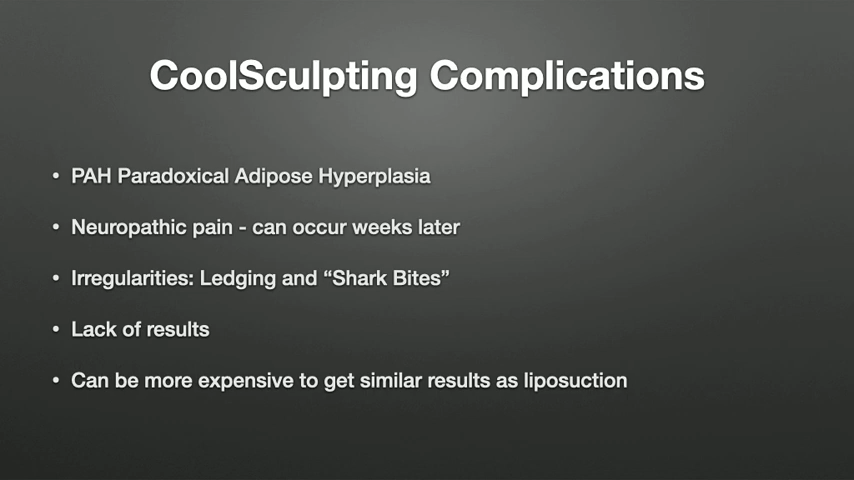 CoolSculpting Complications
• PAH Paradoxical Adipose Hyperplasia
• Neuropathic pain - can occur weeks later
• Irregularities: Ledging and “Shark Bites”
• Lack of results
• Can be more expensive to get similar results as liposuction